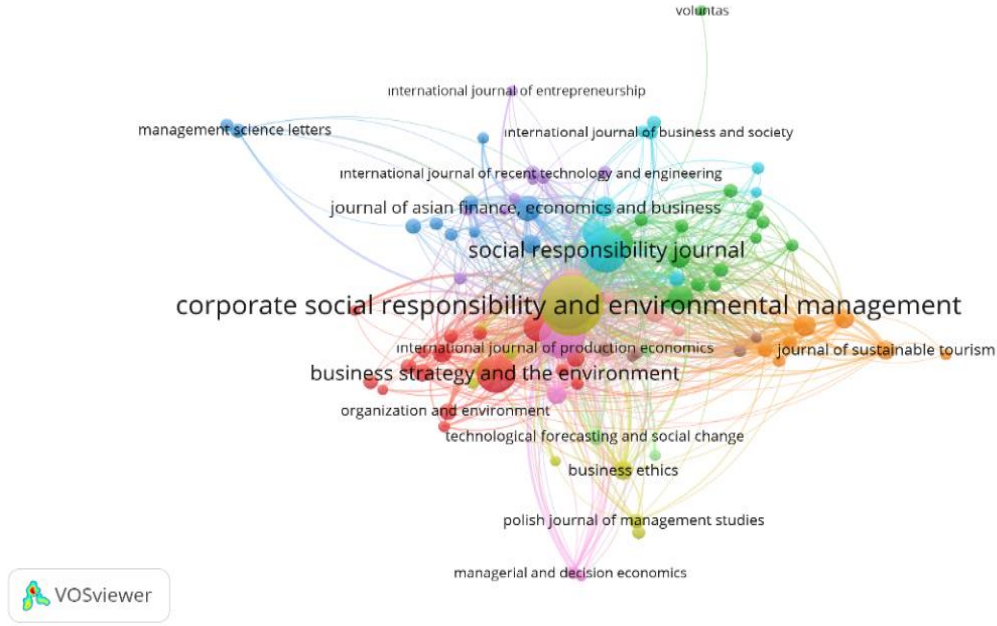 voluntas
international journal of entrepreneurship
management science letters
international journal of business and society
international journal of recent technology and engineering
journal of asian finance, economics and business
social responsibility journal
corporate social responsibility and environmental management
international journal of production economics
journal of sustainable tourism
business strategy and the environment
organization and environment
technological forecasting and social change
business ethics
polish journal of management studies
managerial and decision economics
VOSviewer